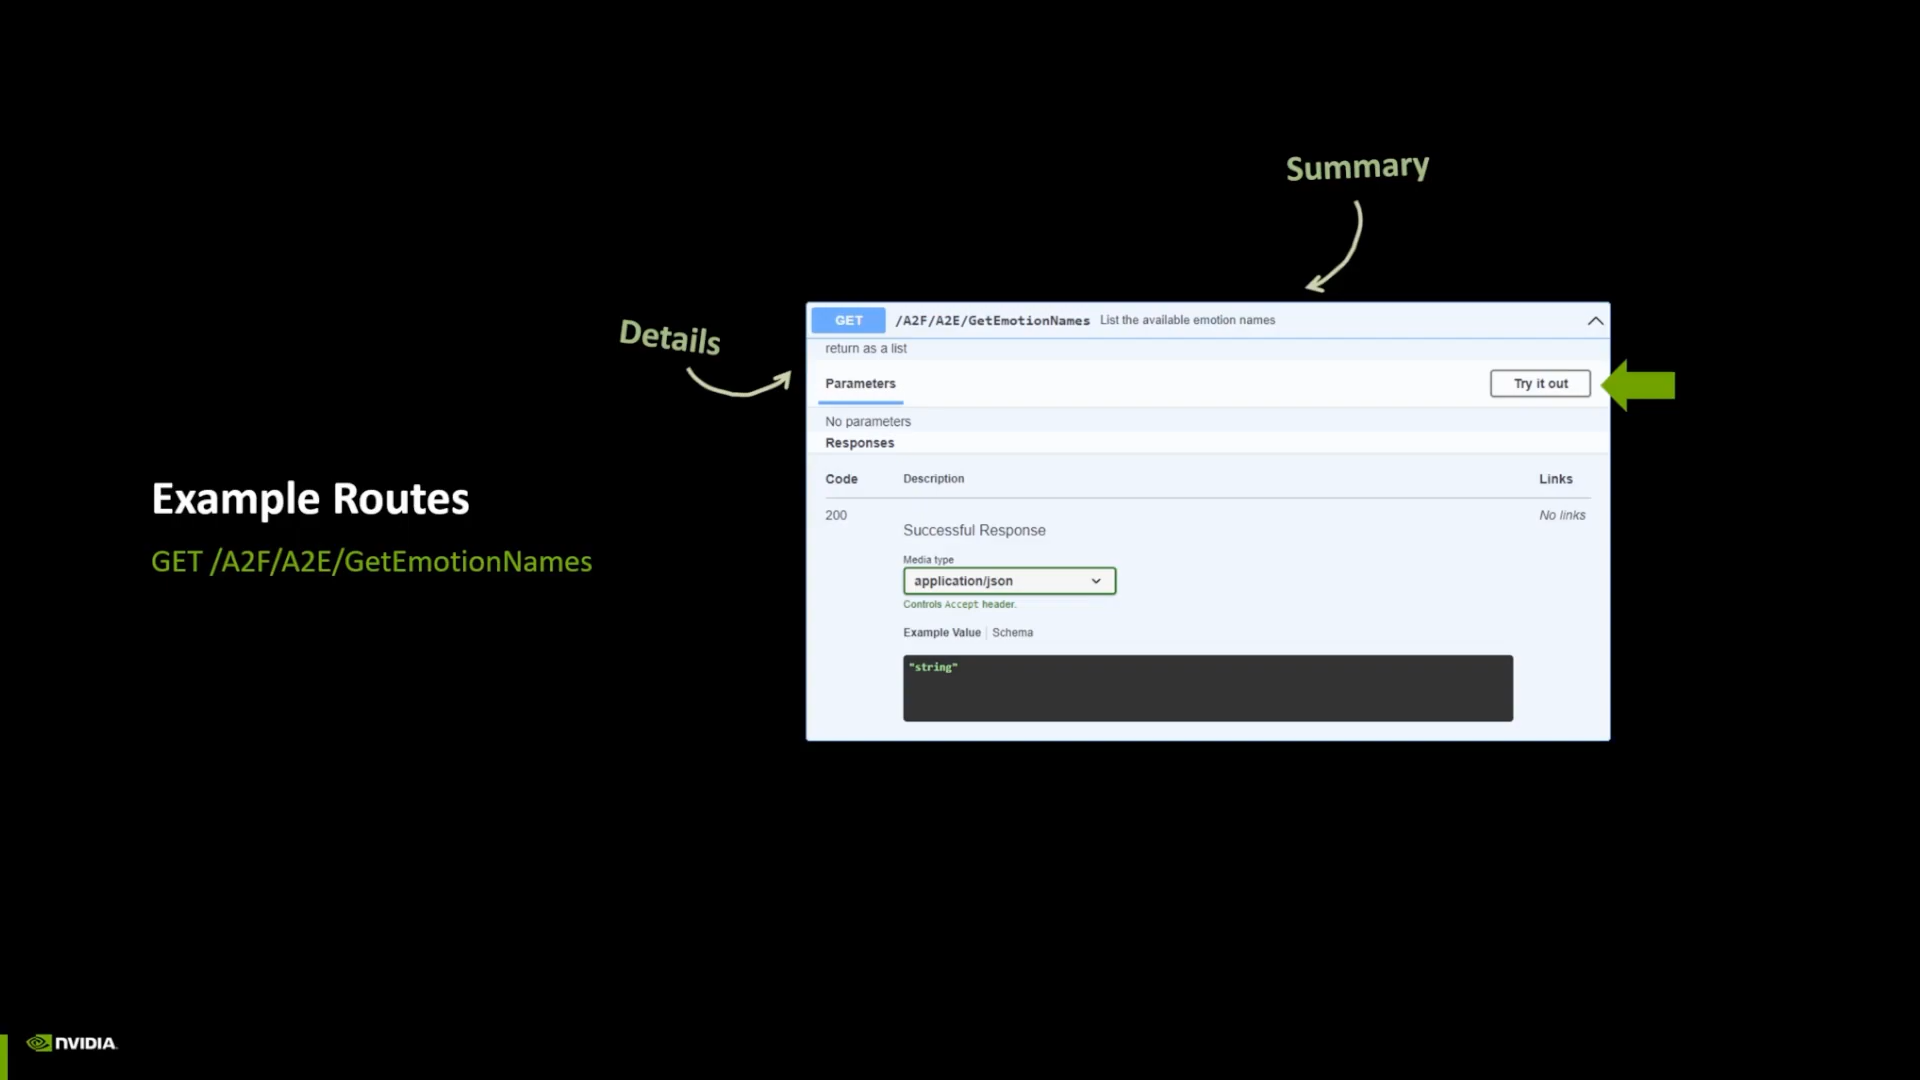 Summary
Details
GET /A2F/A2E/GetEmotionNames List the available emotion names
return as a list
Parameters
Try it out
No parameters
Responses
Code Description Links
200 Successful Response No links
Media type
application/json
Controls Accept header.
Example Value | Schema
"string"
Example Routes
GET /A2F/A2E/GetEmotionNames
NVIDIA.